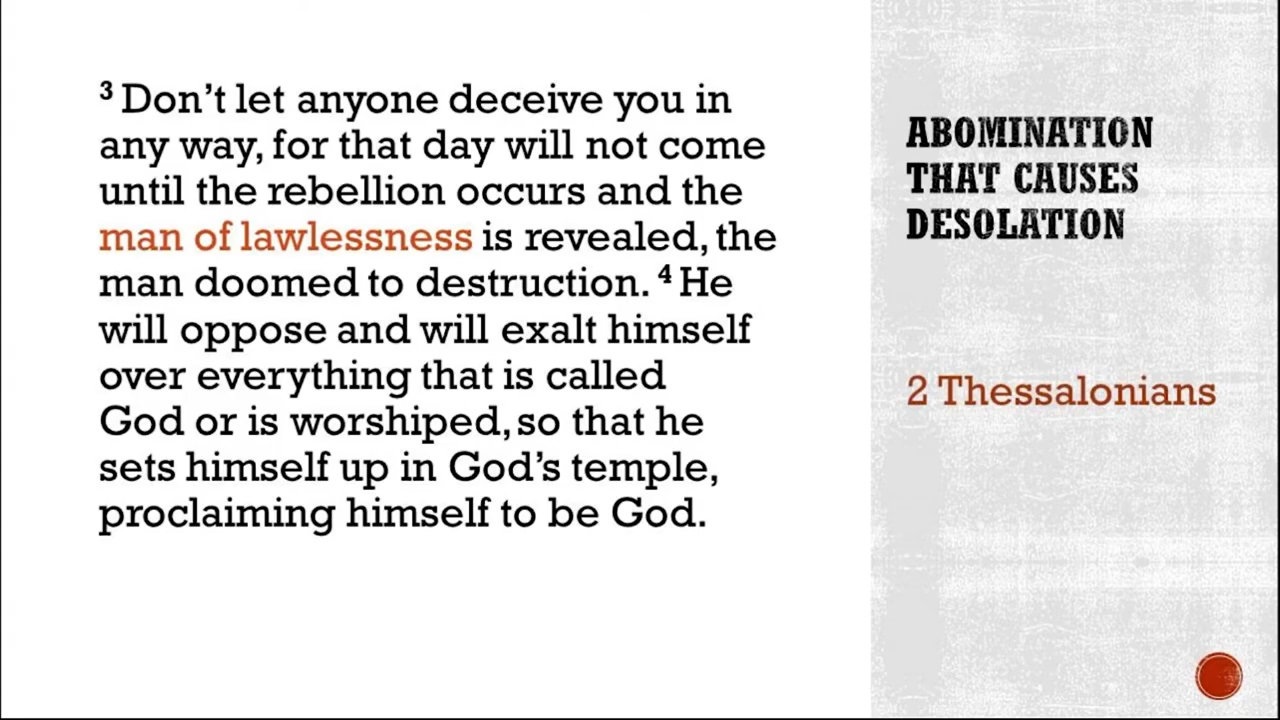 ³ Don’t let anyone deceive you in
any way, for that day will not come
until the rebellion occurs and the
man of lawlessness is revealed, the
man doomed to destruction. ⁴ He
will oppose and will exalt himself
over everything that is called
God or is worshiped, so that he
sets himself up in God’s temple,
proclaiming himself to be God.
ABOMINATION
THAT CAUSES
DESOLATION
2 Thessalonians